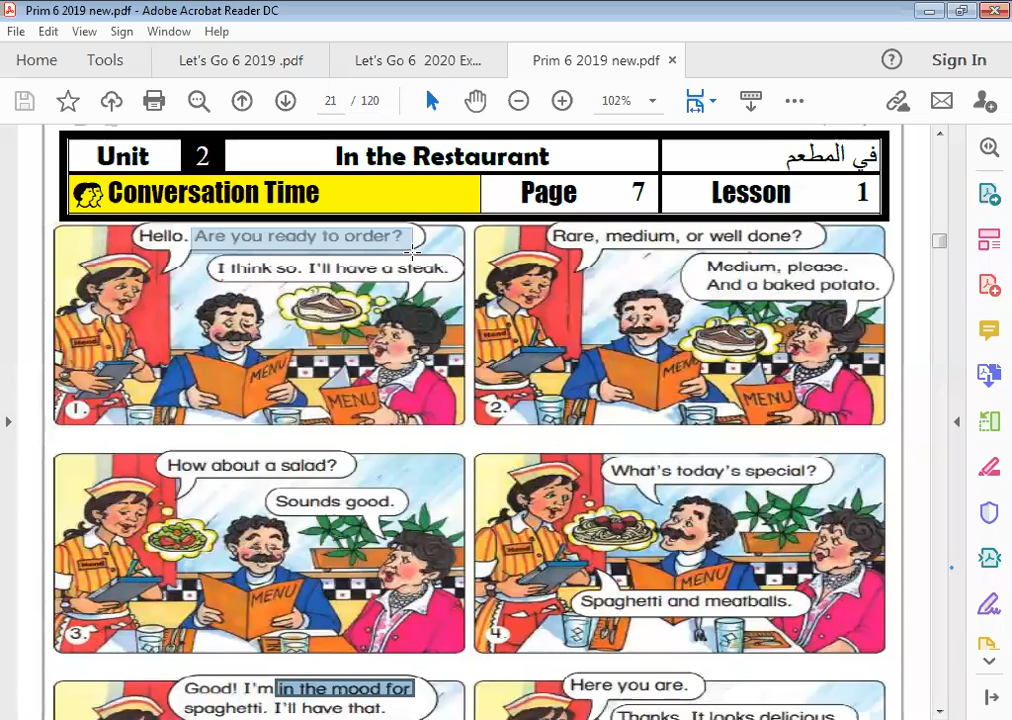 Prim 6 2019 new.pdf - Adobe Acrobat Reader DC
File Edit View Sign Window Help
Home Tools Let's Go 6 2019 .pdf Let's Go 6 2020 Ex... Prim 6 2019 new.pdf × ? Sign In
21 / 120 102%
Unit 2 In the Restaurant في المطعم
Conversation Time Page 7 Lesson 1
Hello. Are you ready to order?
I think so. I'll have a steak.
Hend
MENU
MENU
1.
Rare, medium, or well done?
Medium, please.
And a baked potato.
Hend
MENU
MENU
2.
How about a salad?
Sounds good.
Hend
MENU
3.
What's today's special?
Spaghetti and meatballs.
Hend
MENU
4.
Good! I'm in the mood for
spaghetti. I'll have that.
Here you are.
Thanks. It looks delicious.